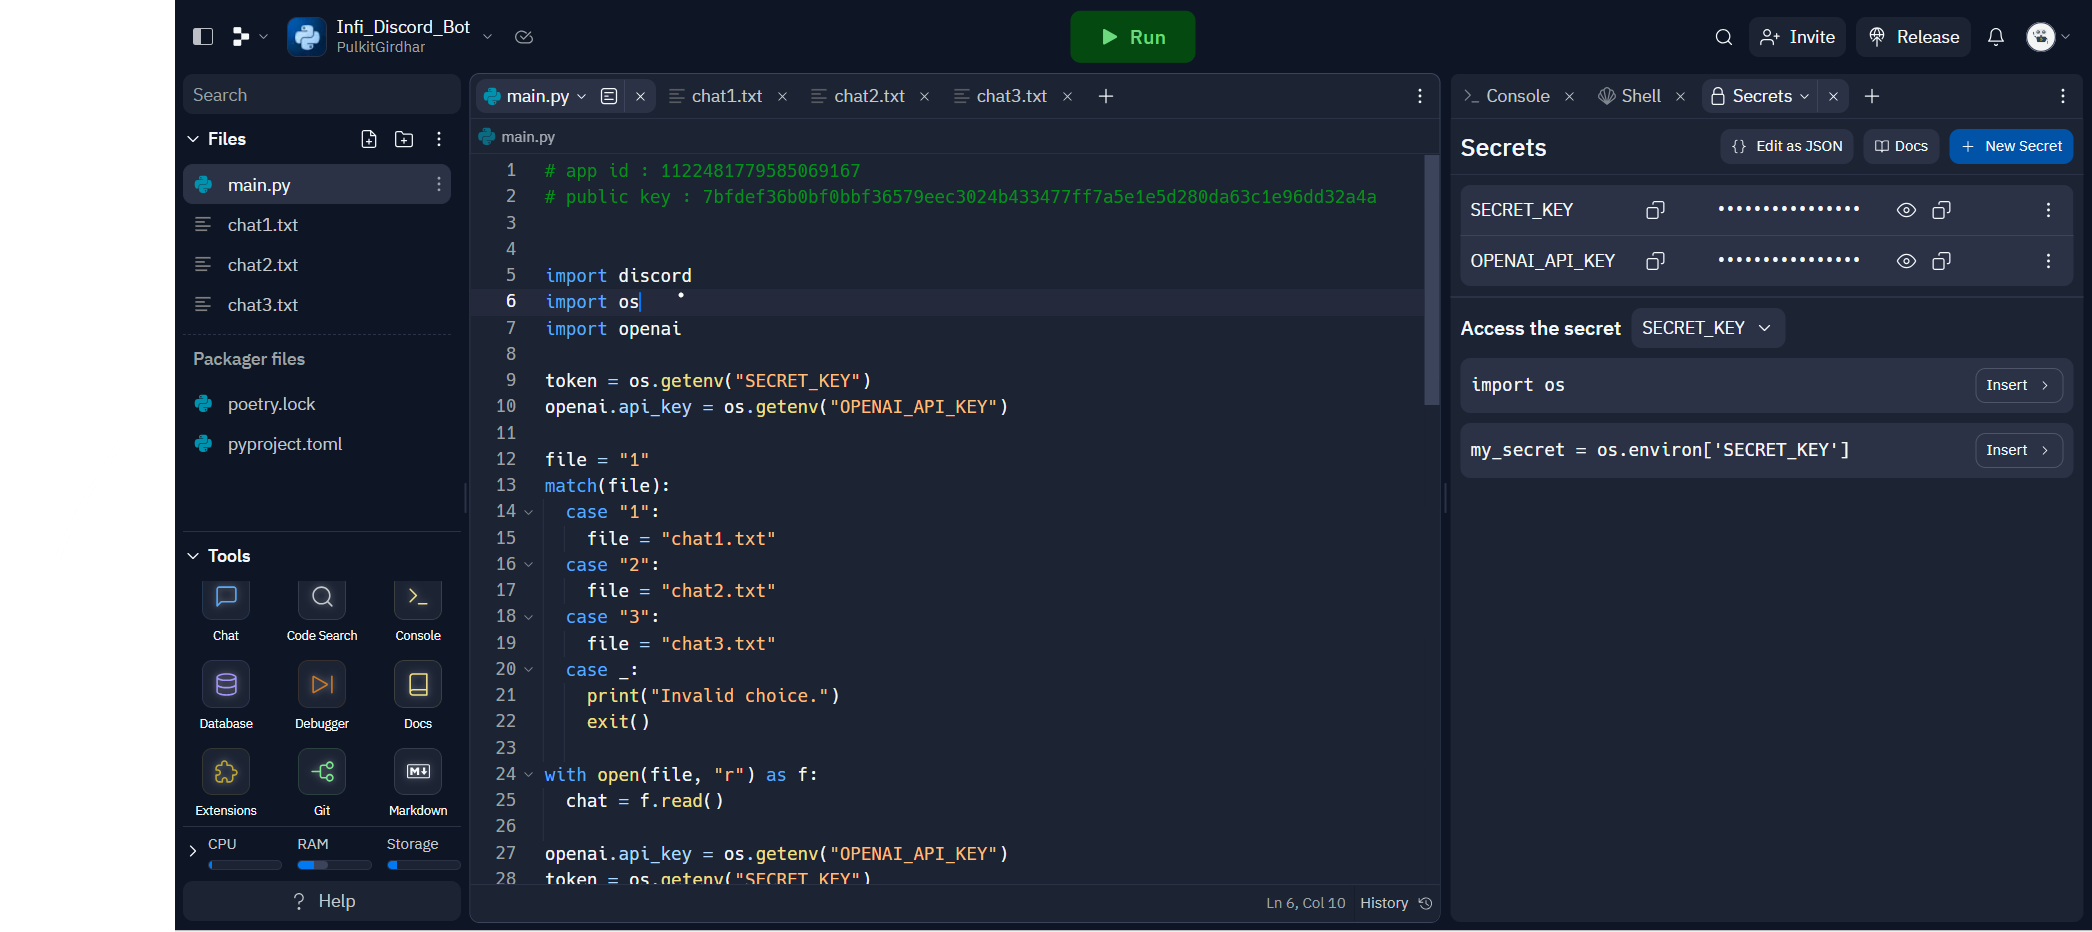 Infi_Discord_Bot
PulkitGirdhar
Run
Invite
Release
Search
Files
main.py
chat1.txt
chat2.txt
chat3.txt
Packager files
poetry.lock
pyproject.toml
Tools
Chat
Code Search
Console
Database
Debugger
Docs
Extensions
Git
Markdown
CPU
RAM
Storage
? Help
main.py
chat1.txt
chat2.txt
chat3.txt
main.py
1 # app id : 1122481779585069167
2 # public key : 7bfdef36b0bf0bbf36579eec3024b433477ff7a5e1e5d280da63c1e96dd32a4a
3
4
5 import discord
6 import os
7 import openai
8
9 token = os.getenv("SECRET_KEY")
10 openai.api_key = os.getenv("OPENAI_API_KEY")
11
12 file = "1"
13 match(file):
14 case "1":
15 file = "chat1.txt"
16 case "2":
17 file = "chat2.txt"
18 case "3":
19 file = "chat3.txt"
20 case _:
21 print("Invalid choice.")
22 exit()
23
24 with open(file, "r") as f:
25 chat = f.read()
26
27 openai.api_key = os.getenv("OPENAI_API_KEY")
28 token = os.getenv("SECRET_KEY")
Ln 6, Col 10 History
Console
Shell
Secrets
Secrets
{} Edit as JSON
Docs
+ New Secret
SECRET_KEY ••••••••••••••••
OPENAI_API_KEY ••••••••••••••••
Access the secret SECRET_KEY
import os Insert
my_secret = os.environ['SECRET_KEY'] Insert